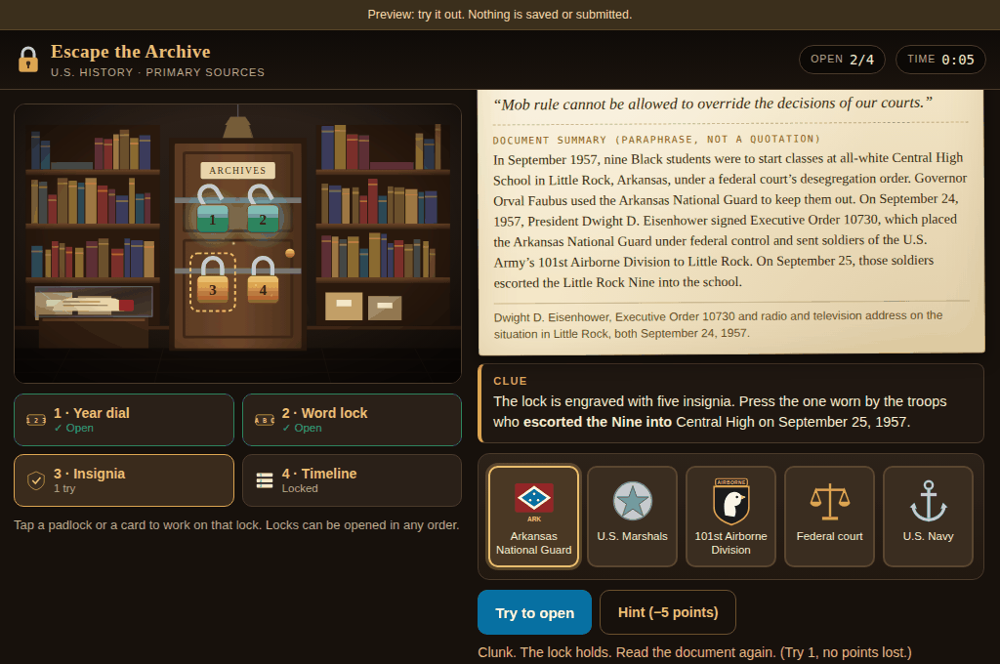 Preview: try it out. Nothing is saved or submitted.
Escape the Archive
U.S. HISTORY · PRIMARY SOURCES
OPEN 2/4
TIME 0:05
ARCHIVES
1
2
3
4
1 2 3
1 · Year dial
✓ Open
A B C
2 · Word lock
✓ Open
3 · Insignia
1 try
4 · Timeline
Locked
Tap a padlock or a card to work on that lock. Locks can be opened in any order.
“Mob rule cannot be allowed to override the decisions of our courts.”
DOCUMENT SUMMARY (PARAPHRASE, NOT A QUOTATION)
In September 1957, nine Black students were to start classes at all-white Central High
School in Little Rock, Arkansas, under a federal court’s desegregation order. Governor
Orval Faubus used the Arkansas National Guard to keep them out. On September 24,
1957, President Dwight D. Eisenhower signed Executive Order 10730, which placed
the Arkansas National Guard under federal control and sent soldiers of the U.S.
Army’s 101st Airborne Division to Little Rock. On September 25, those soldiers
escorted the Little Rock Nine into the school.
Dwight D. Eisenhower, Executive Order 10730 and radio and television address on the
situation in Little Rock, both September 24, 1957.
CLUE
The lock is engraved with five insignia. Press the one worn by the troops
who escorted the Nine into Central High on September 25, 1957.
ARK
Arkansas
National Guard
U.S. Marshals
AIRBORNE
101st Airborne
Division
Federal court
U.S. Navy
Try to open
Hint (−5 points)
Clunk. The lock holds. Read the document again. (Try 1, no points lost.)